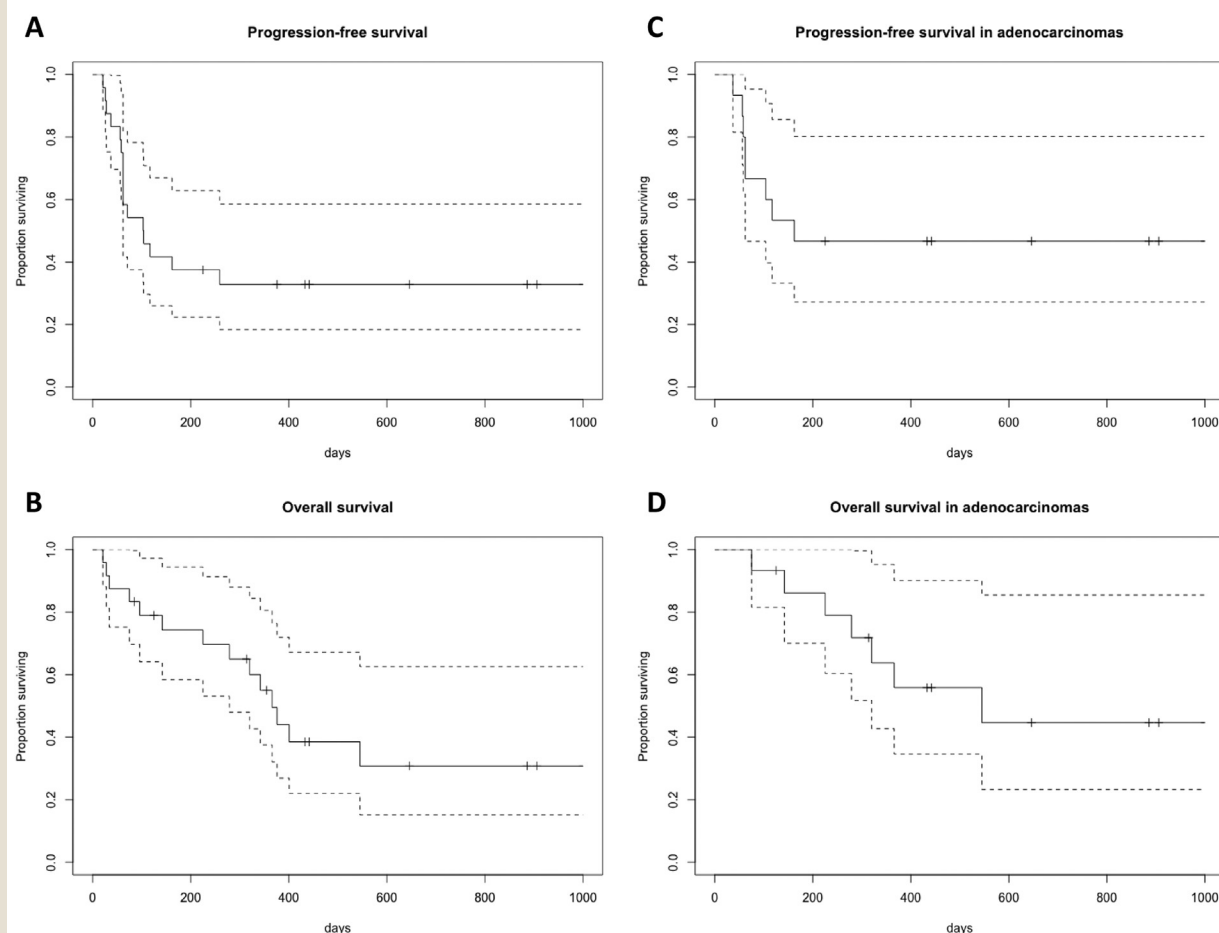 A
Progression-free survival
Proportion surviving
1.0
0.8
0.6
0.4
0.2
0.0
0 200 400 600 800 1000
days
B
Overall survival
Proportion surviving
1.0
0.8
0.6
0.4
0.2
0.0
0 200 400 600 800 1000
days
C
Progression-free survival in adenocarcinomas
Proportion surviving
1.0
0.8
0.6
0.4
0.2
0.0
0 200 400 600 800 1000
days
D
Overall survival in adenocarcinomas
Proportion surviving
1.0
0.8
0.6
0.4
0.2
0.0
0 200 400 600 800 1000
days